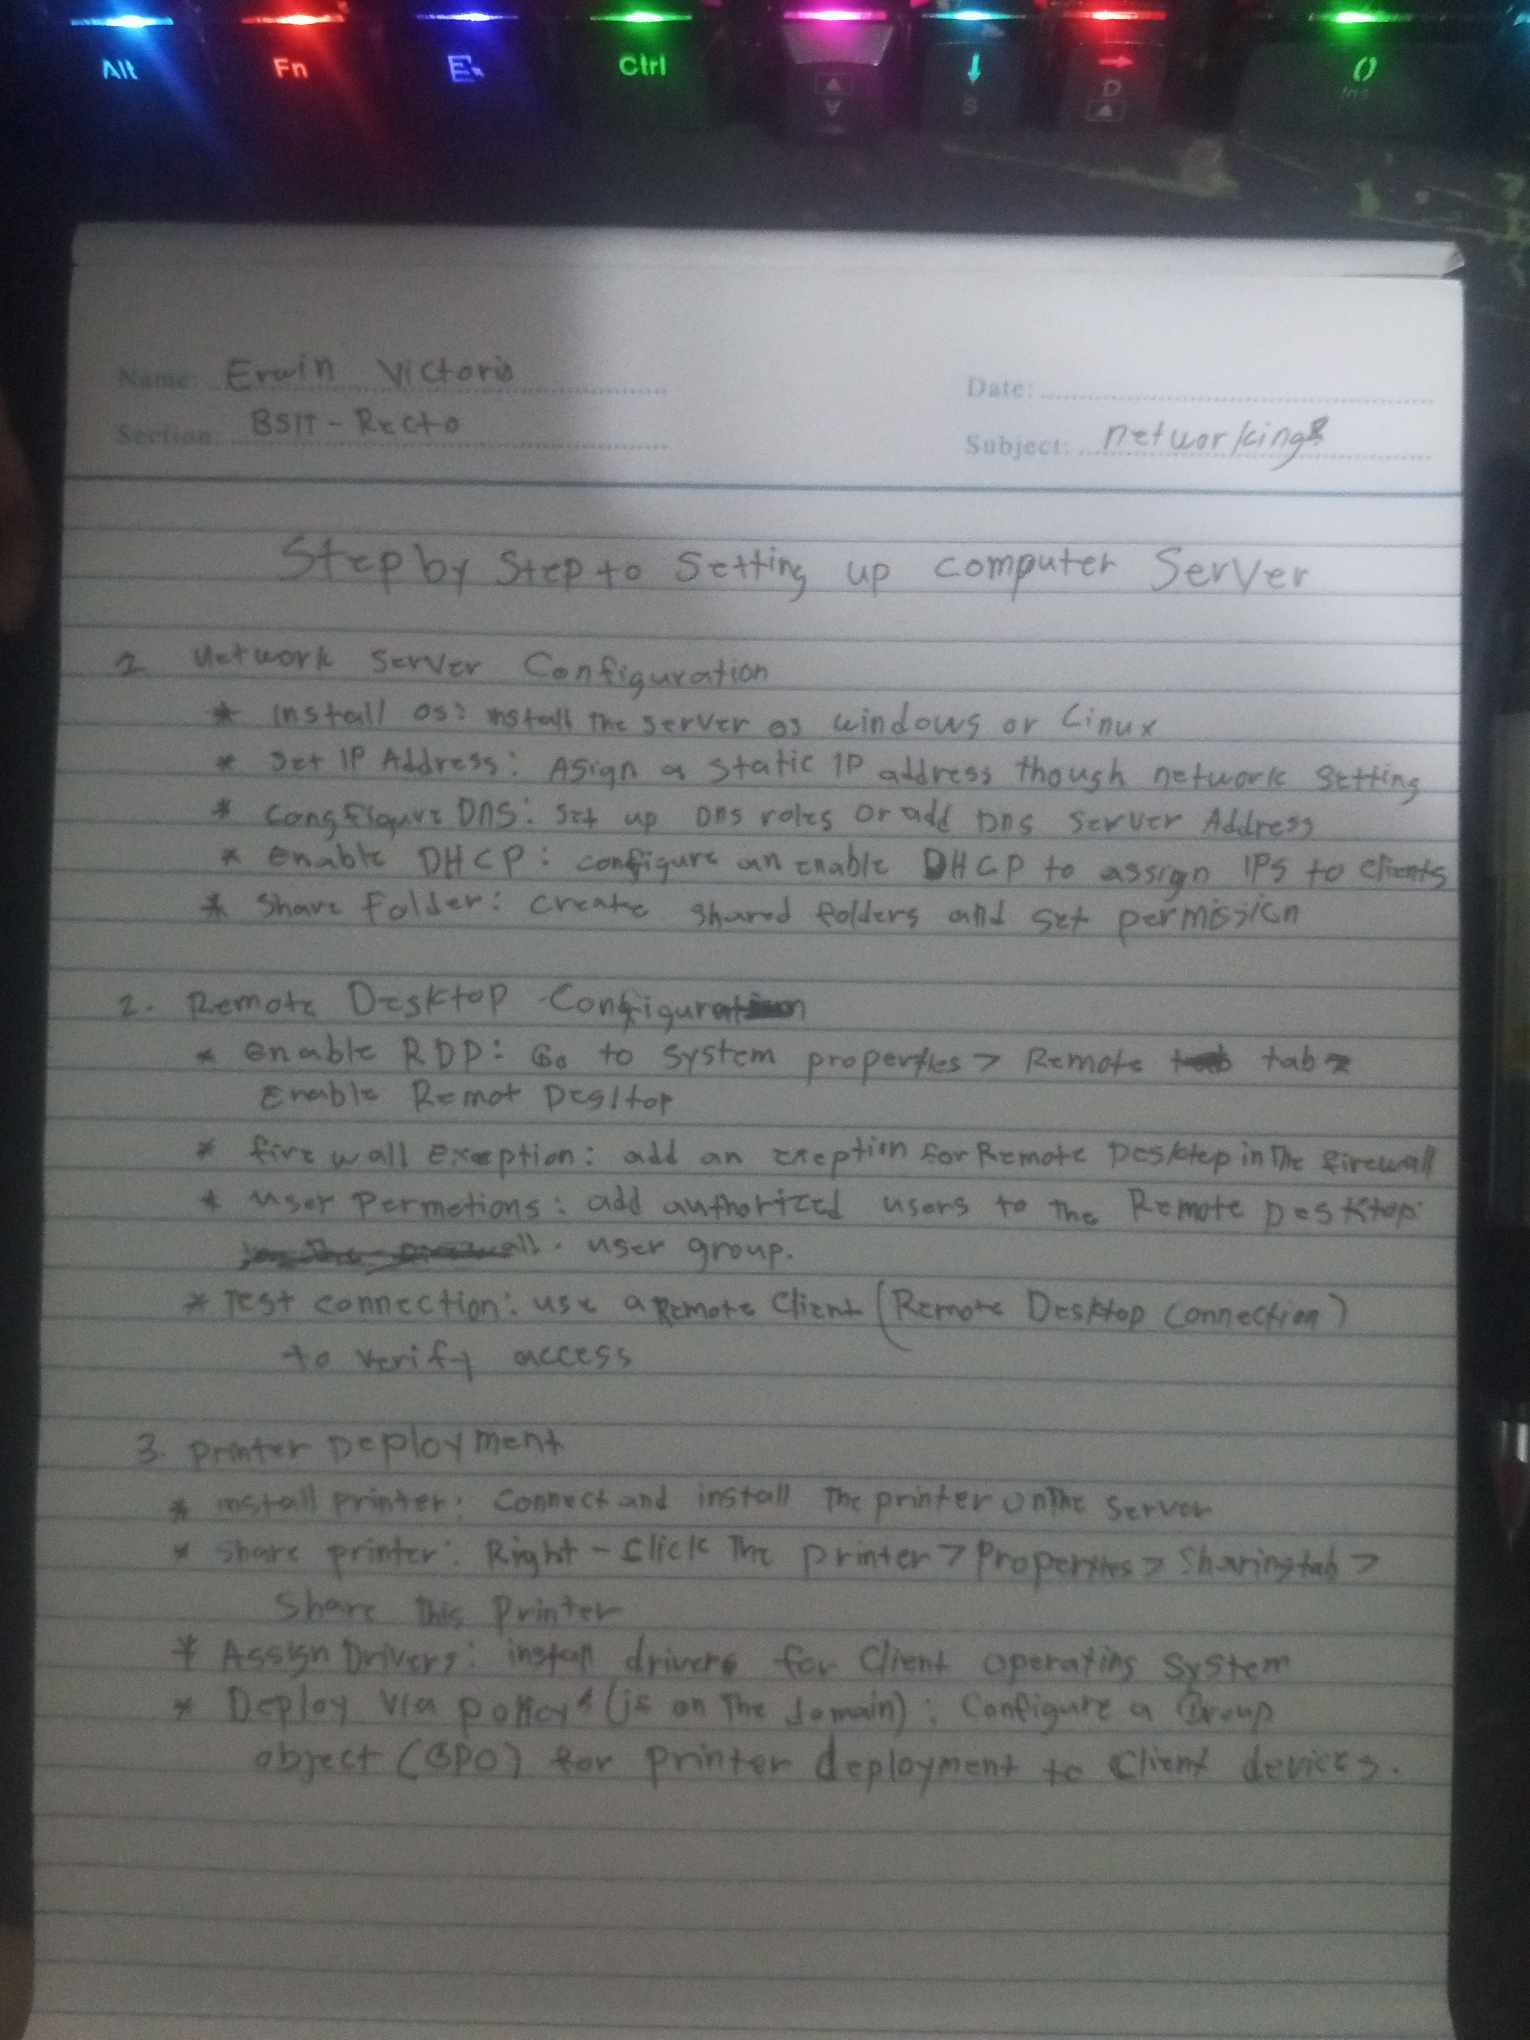 Alt Fn Ctrl S D Ins
Name: Erwin Victorio
Date:
Section: BSIT - Recto
Subject: networking
Step by Step to Setting up computer Server
1. Network Server Configuration
* install os: install the server os windows or Linux
* Set IP Address: Asign a static IP address though network setting
* Congfigure DNS: Set up DNS roles or add DNS Server Address
* enable DHCP: configure an enable DHCP to assign IPS to clients
* Share Folder: create shared folders and set permission
2. Remote Desktop Configuration
* enable RDP: Go to system properties > Remote tab >
Enable Remot Desltop
* fire wall Exeption: add an exeption for Remote Desktop in The firewall
* user Permetions: add authorized users to the Remote Desktop
user group.
* Test connection: use a Remote Client (Remote Desktop Connection)
to verify access
3. Printer Deployment
* install printer: Connect and install The printer on The Server
* share printer: Right - Click The printer > Properties > Sharing tab >
Share This Printer
* Assign Drivers: install drivers for Client operating System
* Deploy via policy (is on The domain): Configure a Group
object (GPO) for printer deployment to Client devices.